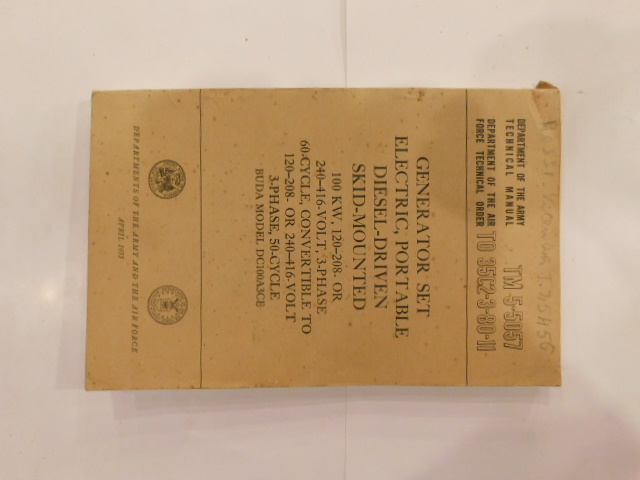 DEPARTMENT OF THE ARMY
TECHNICAL MANUAL
TM 5-5057
DEPARTMENT OF THE AIR
FORCE TECHNICAL ORDER
TO 35C2-3-80-11
GENERATOR SET
ELECTRIC, PORTABLE
DIESEL-DRIVEN
SKID-MOUNTED
100 KW, 120-208- OR
240-416-VOLT, 3-PHASE
60-CYCLE, CONVERTIBLE TO
120-208- OR 240-416-VOLT
3-PHASE, 50-CYCLE
BUDA MODEL DC100A3CB
DEPARTMENTS OF THE ARMY AND THE AIR FORCE
APRIL 1955